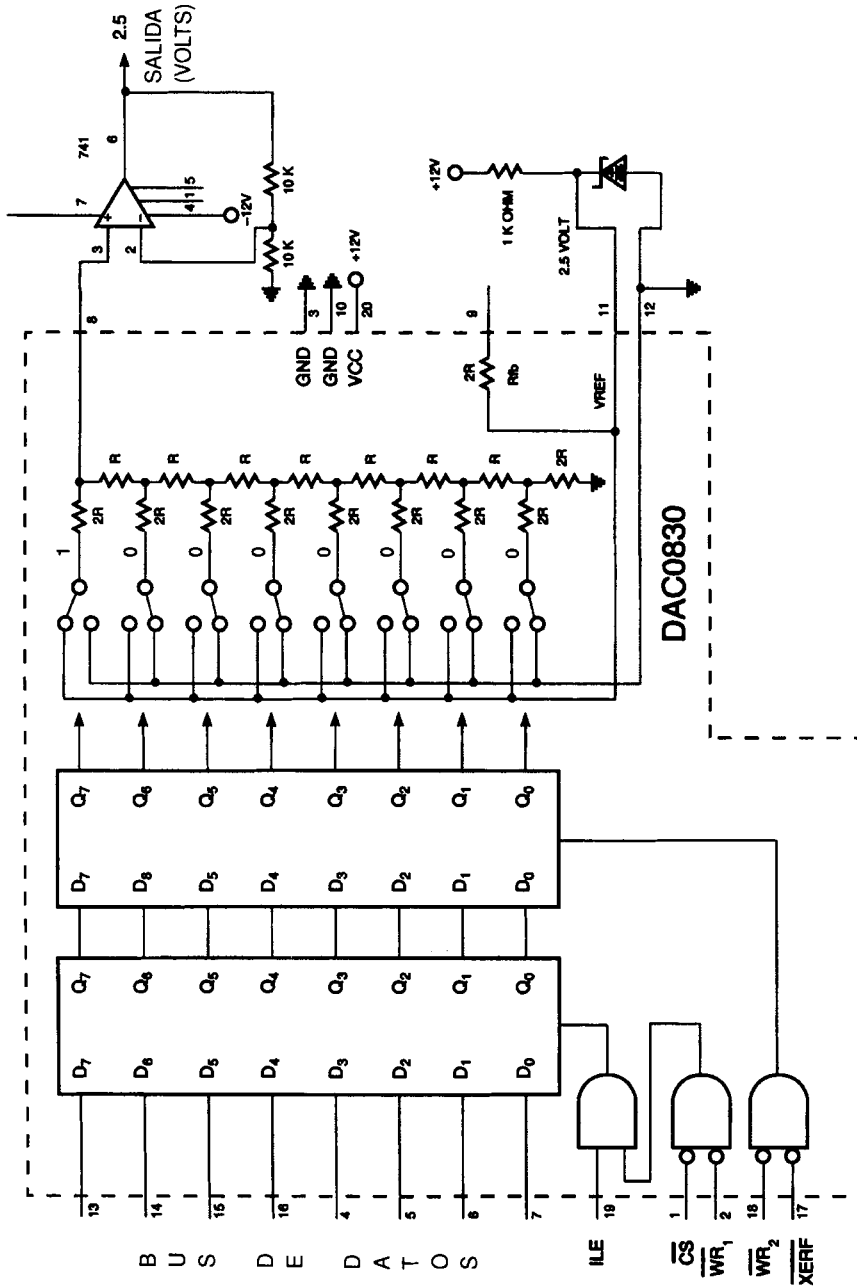 2.5
SALIDA
(VOLTS)
741
6
7
+
−
3
2
4
1
5
−12V
10 K
10 K
8
GND
3
GND
10
VCC
20
+12V
+12V
1 K OHM
2.5 VOLT
9
2R
Rfb
11
VREF
12
R
R
R
R
R
R
R
2R
2R
2R
2R
2R
2R
2R
2R
2R
1
0
0
0
0
0
0
0
DAC0830
Q7
Q6
Q5
Q4
Q3
Q2
Q1
Q0
D7
D8
D5
D4
D3
D2
D1
D0
Q7
Q6
Q5
Q4
Q3
Q2
Q1
Q0
D7
D6
D5
D4
D3
D2
D1
D0
13
14
15
16
4
5
6
7
BUS DE DATOS
ILE
19
CS
1
WR1
2
WR2
18
XERF
17